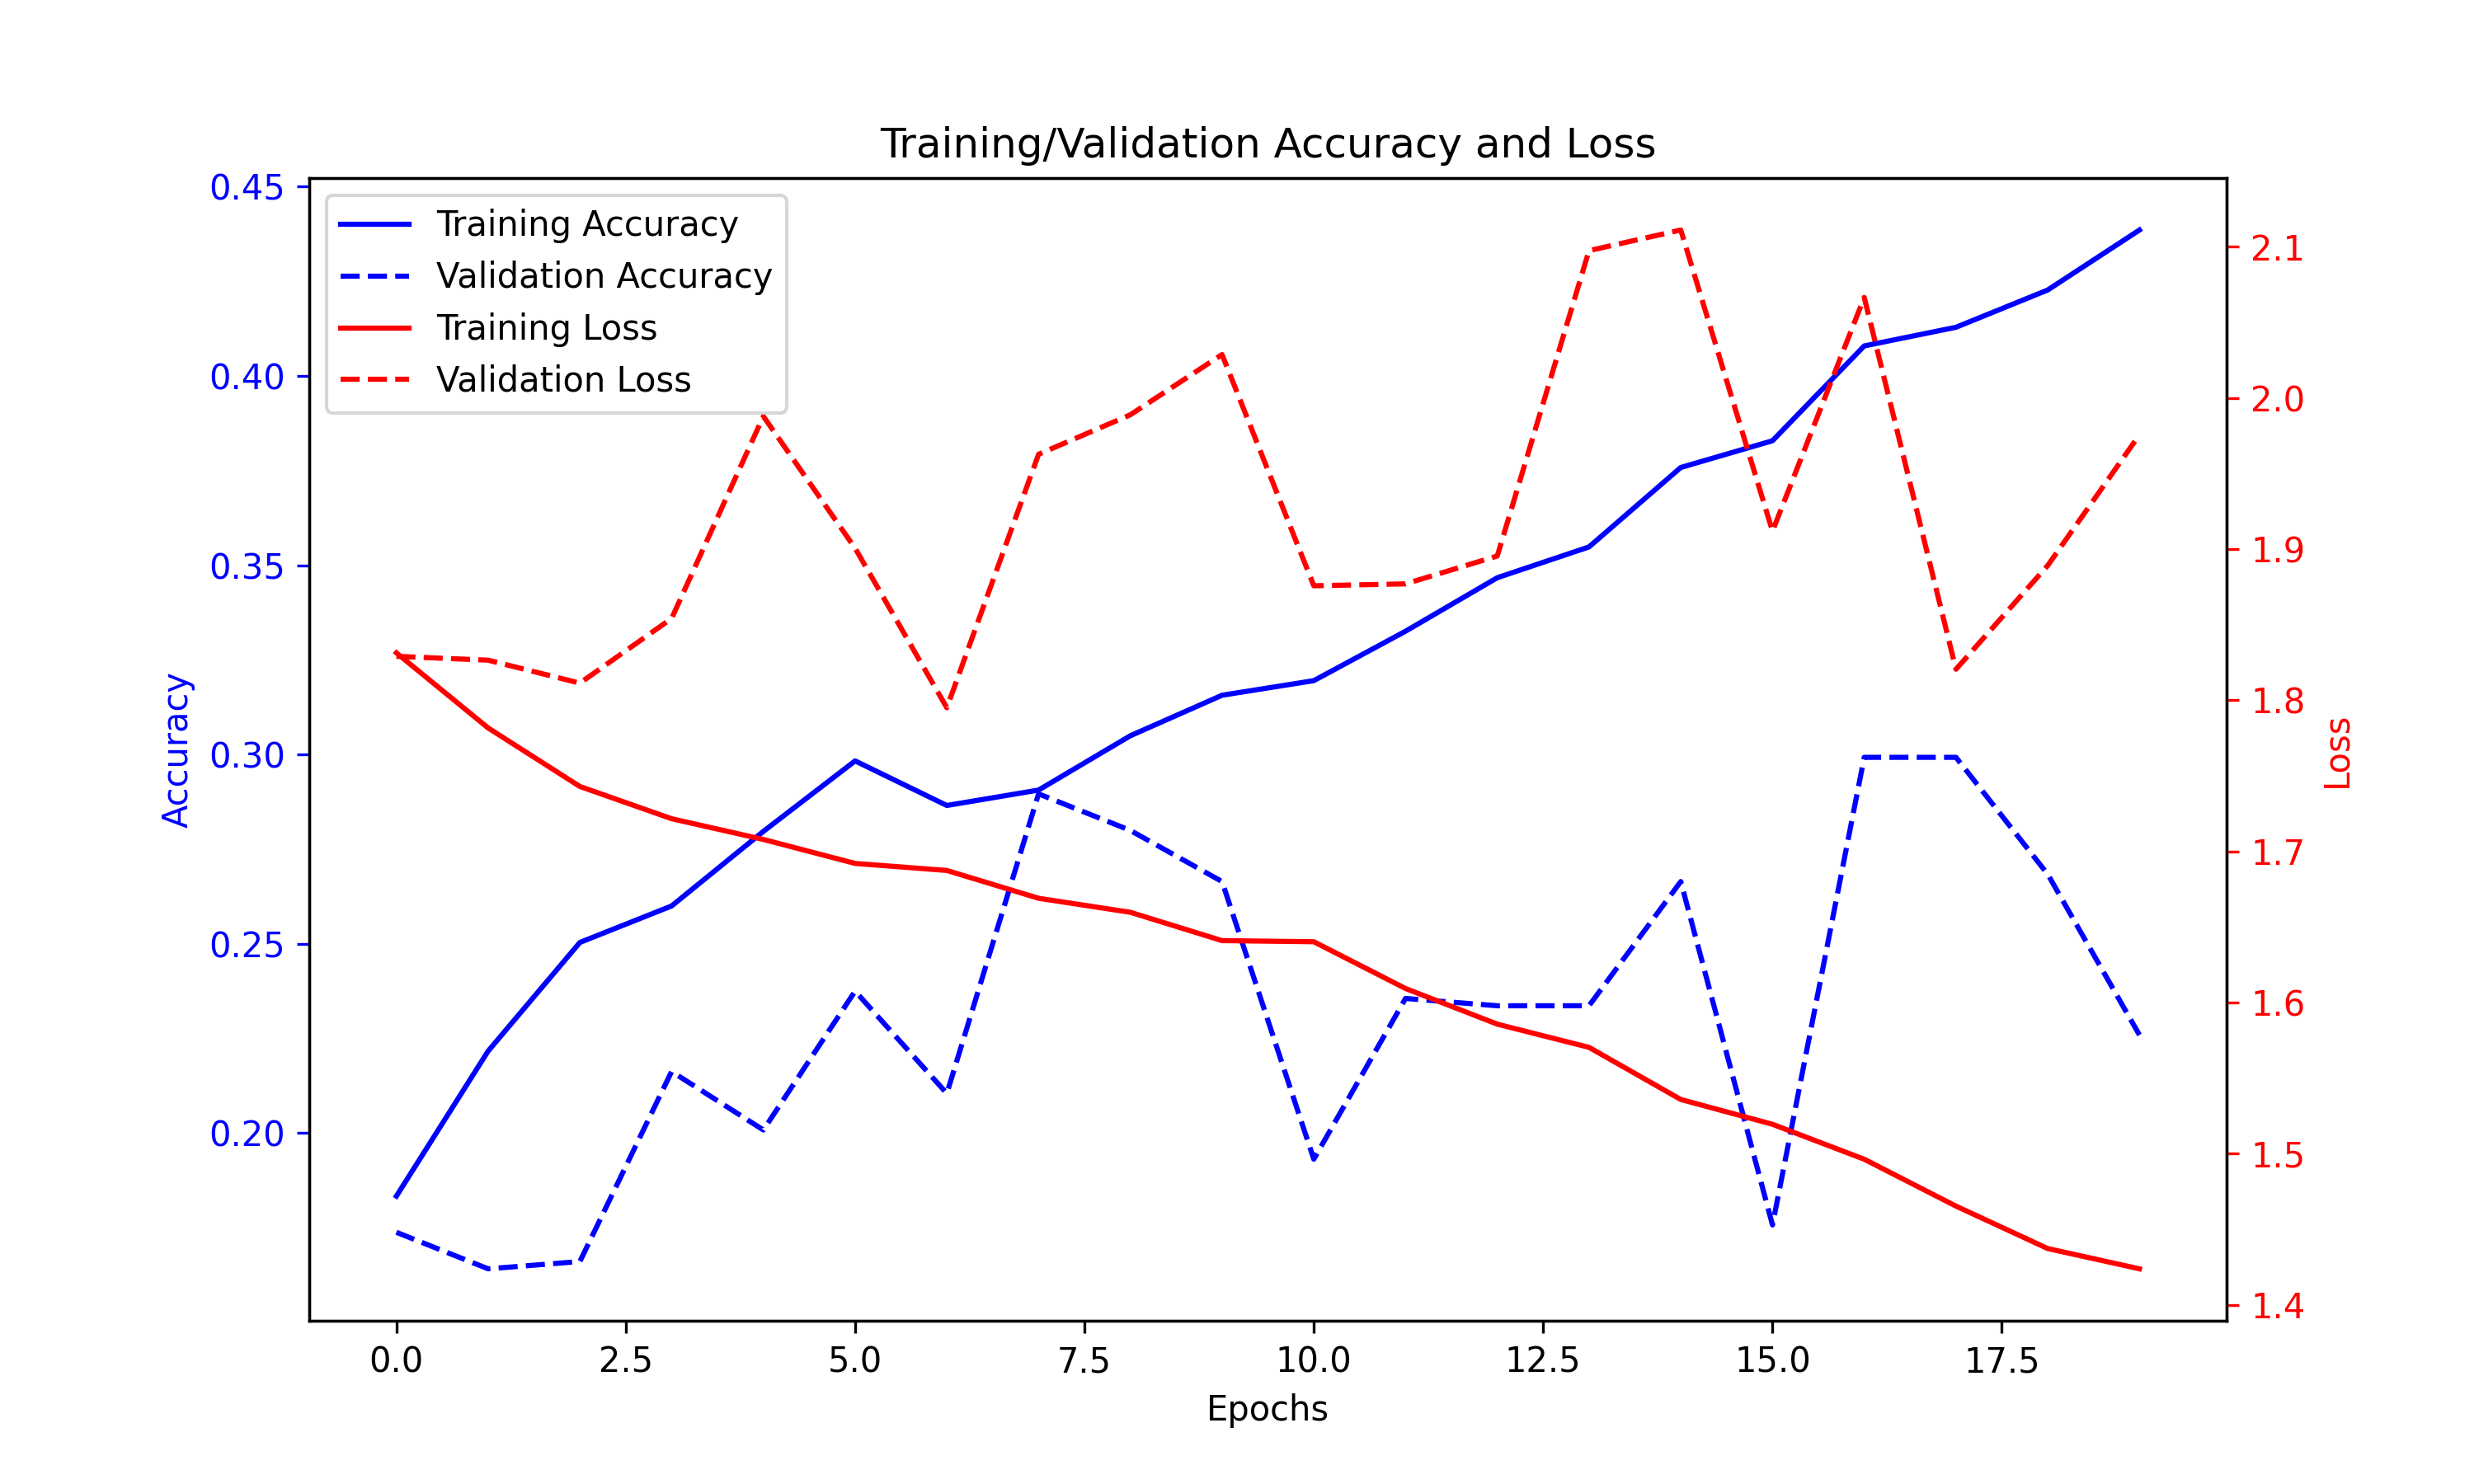 Training/Validation Accuracy and Loss
Training Accuracy
Validation Accuracy
Training Loss
Validation Loss
0.45
0.40
0.35
0.30
0.25
0.20
Accuracy
2.1
2.0
1.9
1.8
1.7
1.6
1.5
1.4
Loss
0.0 2.5 5.0 7.5 10.0 12.5 15.0 17.5
Epochs